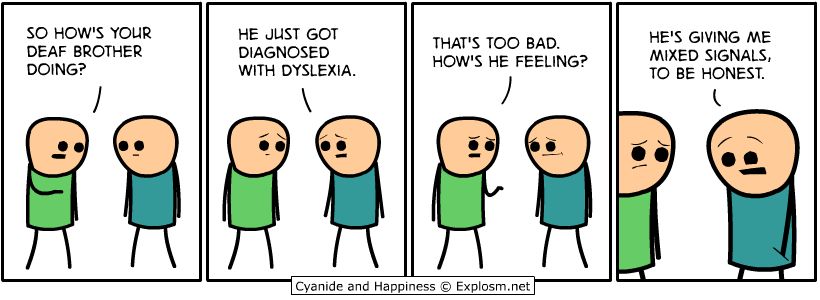 SO HOW'S YOUR
DEAF BROTHER
DOING?
HE JUST GOT
DIAGNOSED
WITH DYSLEXIA.
THAT'S TOO BAD.
HOW'S HE FEELING?
HE'S GIVING ME
MIXED SIGNALS,
TO BE HONEST.
Cyanide and Happiness © Explosm.net